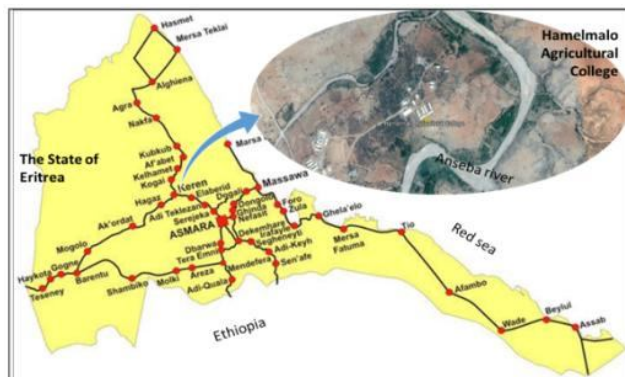 Hasmet
Mersa Teklai
Hamelmalo
Agricultural
College
Alghiena
Agra
Nakfa
The State of
Eritrea
Kubkub
Af'abet
Kelhamet
Kogai
Marsa
Anseba river
Keren
Elaberid
Massawa
Hagaz
Adi Teklezan
Serejeka
Doggali
Dongolo
Ghinda
Nefasit
Foro
Zula
Ak'ordat
ASMARA
Dekemhare
Irafayle
Ghela'elo
Red sea
Mogolo
Dbarwa
Tera Emni
Segheneyti
Mersa
Fatuma
Tio
Haykota
Gogne
Teseney
Barentu
Shambiko
Molki
Areza
Mendefera
Adi-Keyh
Sen'afe
Adi-Quala
Ethiopia
Afambo
Wade
Beylul
Assab